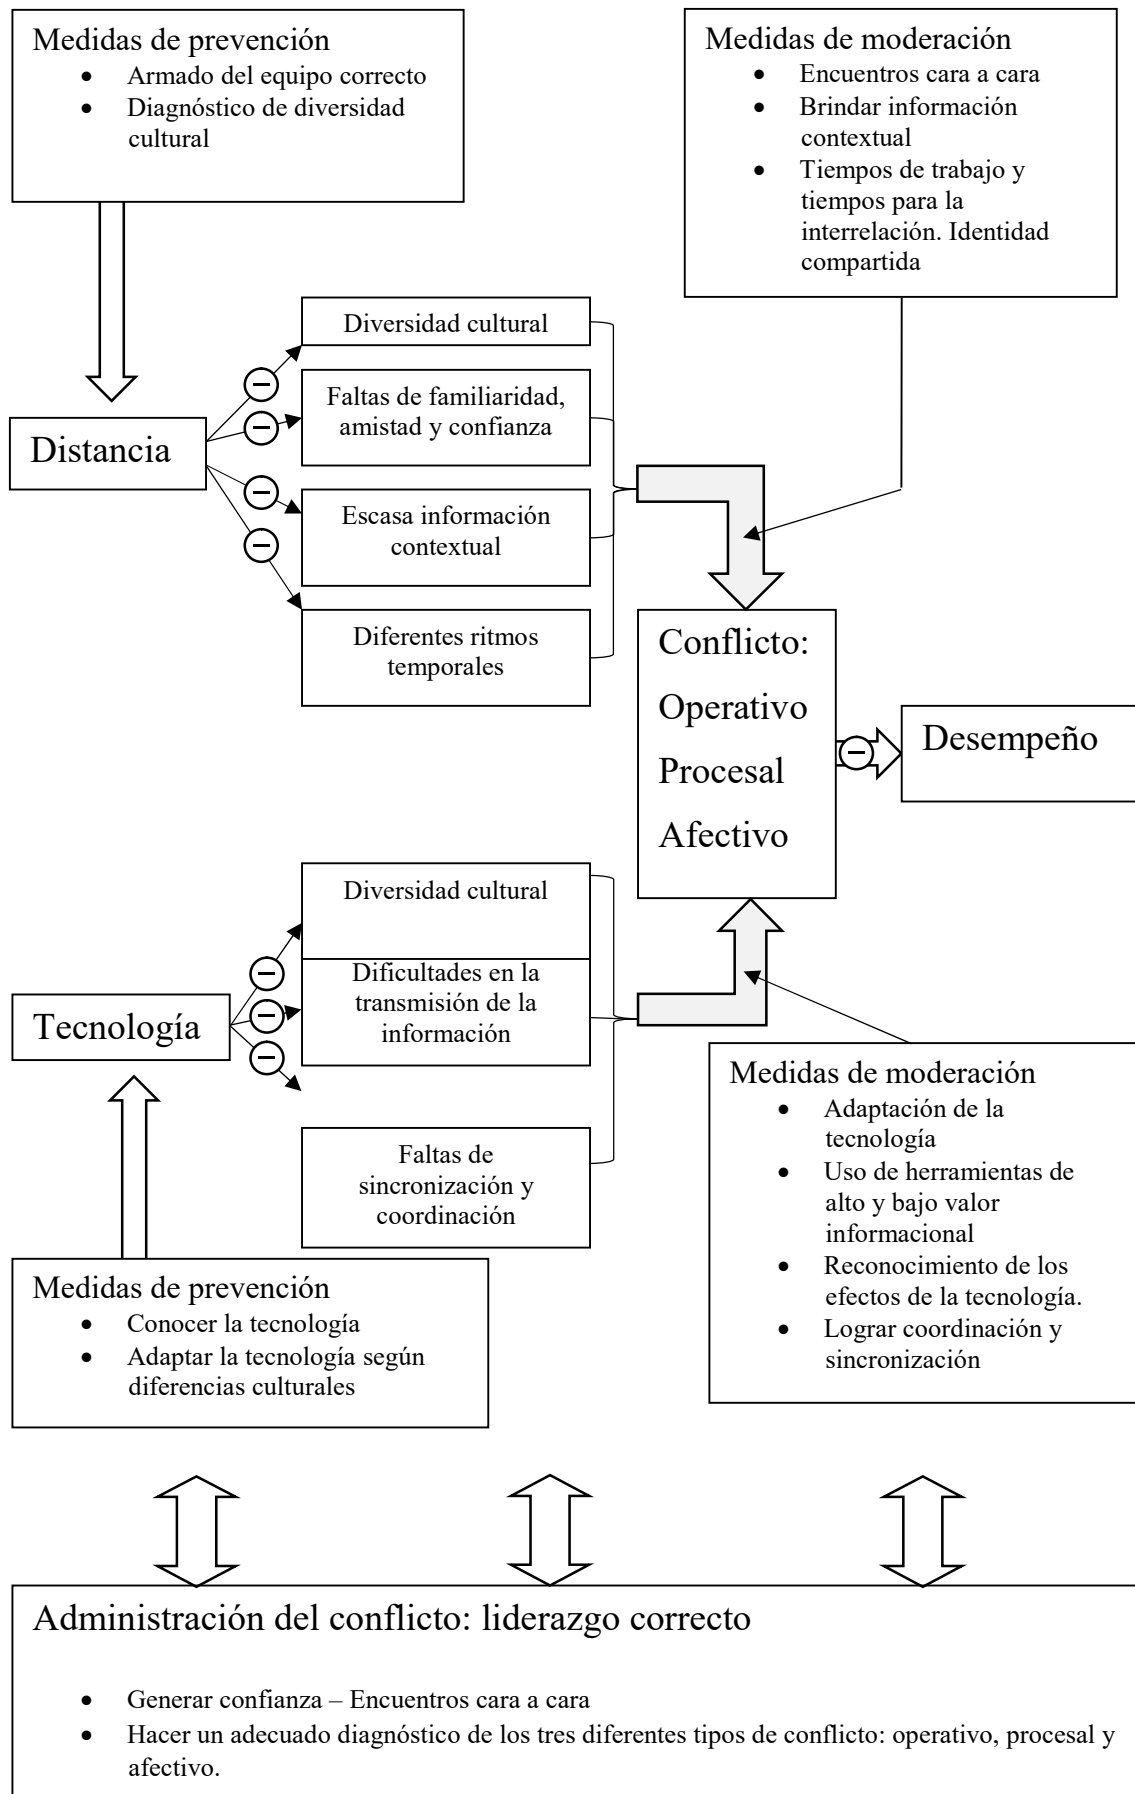 Medidas de prevención
• Armado del equipo correcto
• Diagnóstico de diversidad
cultural
Medidas de moderación
• Encuentros cara a cara
• Brindar información
contextual
• Tiempos de trabajo y
tiempos para la
interrelación. Identidad
compartida
Distancia
Diversidad cultural
Faltas de familiaridad,
amistad y confianza
Escasa información
contextual
Diferentes ritmos
temporales
Conflicto:
Operativo
Procesal
Afectivo
Desempeño
Tecnología
Diversidad cultural
Dificultades en la
transmisión de la
información
Faltas de
sincronización y
coordinación
Medidas de moderación
• Adaptación de la
tecnología
• Uso de herramientas de
alto y bajo valor
informacional
• Reconocimiento de los
efectos de la tecnología.
• Lograr coordinación y
sincronización
Medidas de prevención
• Conocer la tecnología
• Adaptar la tecnología según
diferencias culturales
Administración del conflicto: liderazgo correcto
• Generar confianza – Encuentros cara a cara
• Hacer un adecuado diagnóstico de los tres diferentes tipos de conflicto: operativo, procesal y
afectivo.